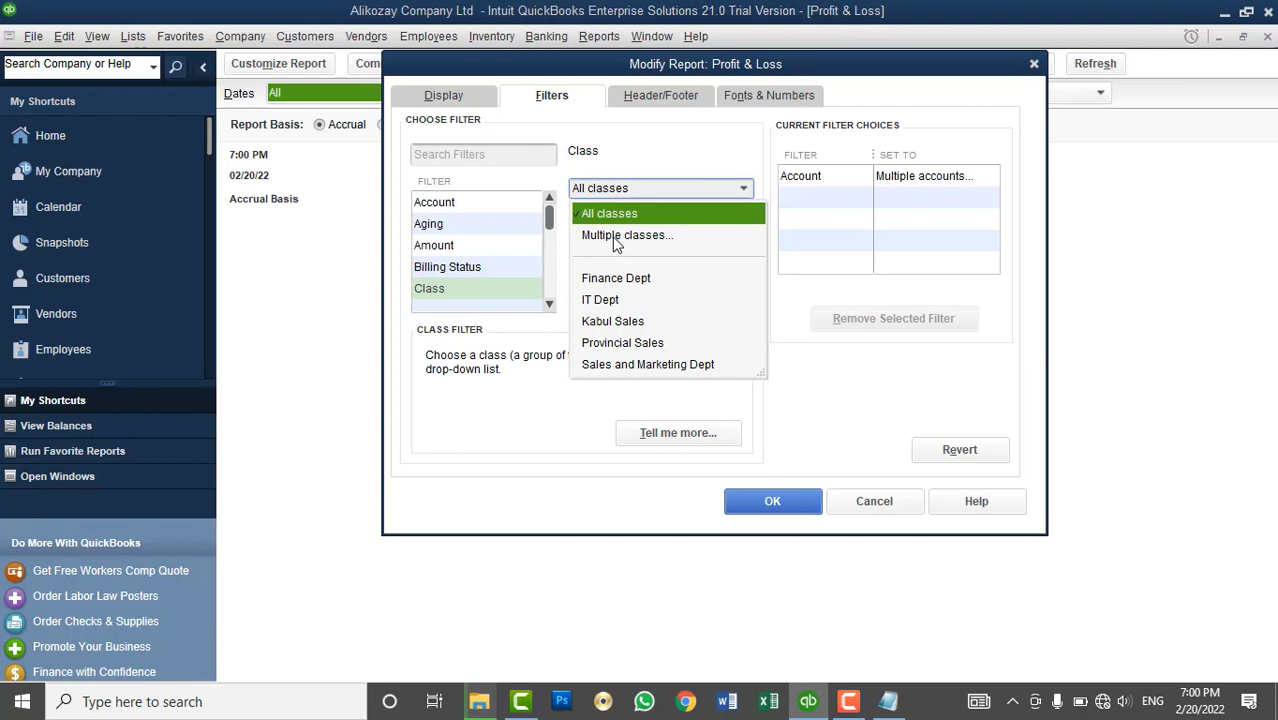 Alikozay Company Ltd - Intuit QuickBooks Enterprise Solutions 21.0 Trial Version - [Profit & Loss]
File Edit View Lists Favorites Company Customers Vendors Employees Inventory Banking Reports Window Help
Search Company or Help
Customize Report
Com
Refresh
Dates All
Report Basis: Accrual
7:00 PM
02/20/22
Accrual Basis
My Shortcuts
Home
My Company
Calendar
Snapshots
Customers
Vendors
Employees
My Shortcuts
View Balances
Run Favorite Reports
Open Windows
Do More With QuickBooks
Get Free Workers Comp Quote
Order Labor Law Posters
Order Checks & Supplies
Promote Your Business
Finance with Confidence
Modify Report: Profit & Loss
Display Filters Header/Footer Fonts & Numbers
CHOOSE FILTER
Search Filters
FILTER
Account
Aging
Amount
Billing Status
Class
Class
All classes
All classes
Multiple classes...
Finance Dept
IT Dept
Kabul Sales
Provincial Sales
Sales and Marketing Dept
CLASS FILTER
Choose a class (a group of
drop-down list.
Tell me more...
CURRENT FILTER CHOICES
FILTER SET TO
Account Multiple accounts...
Remove Selected Filter
Revert
OK Cancel Help
Type here to search
ENG
7:00 PM
2/20/2022